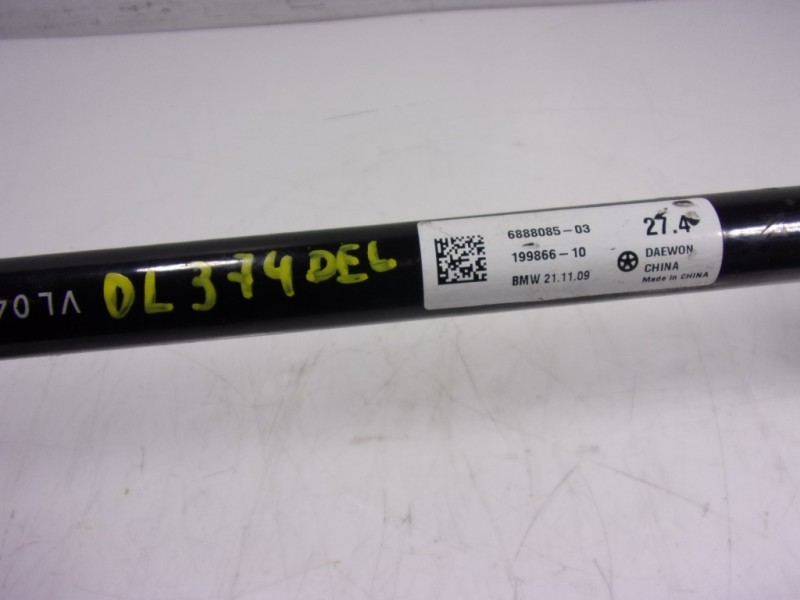 VL04
DL374DEL
6888085-03
27.4
199866-10
DAEWON
CHINA
BMW 21.11.09
Made in CHINA